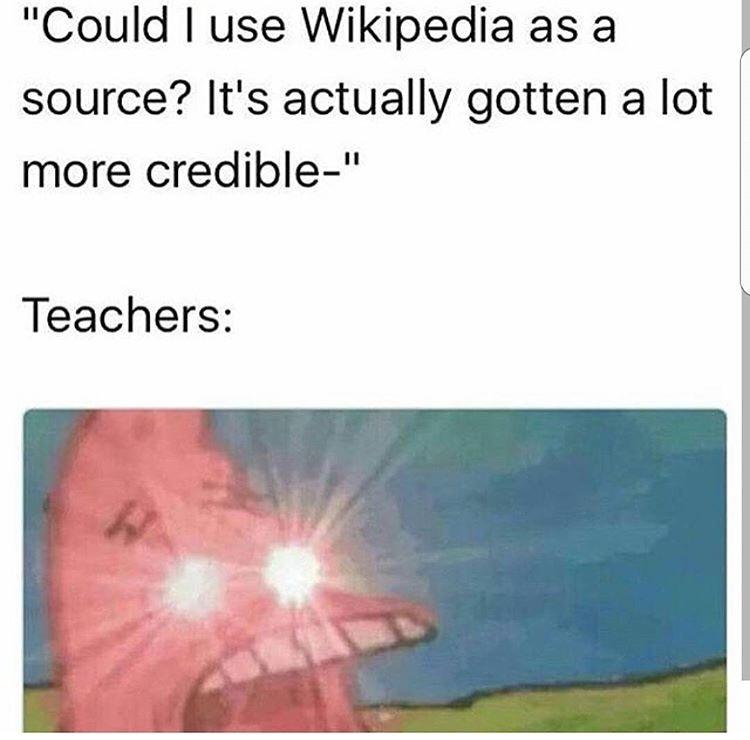 "Could I use Wikipedia as a
source? It's actually gotten a lot
more credible-"
Teachers: